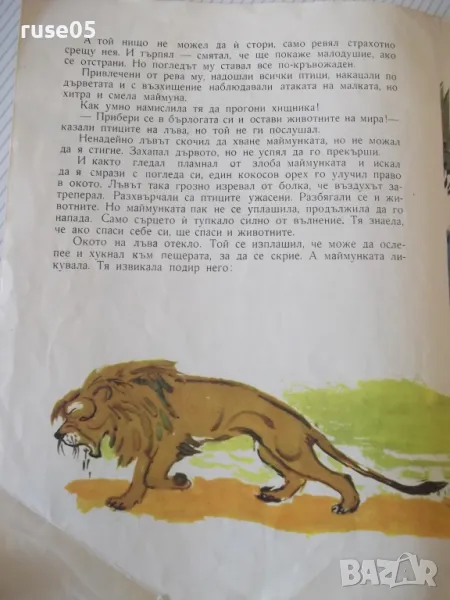 ruse05
А той нищо не можел да ѝ стори, само ревял страхотно
срещу нея. И търпял — смятал, че ще покаже малодушие, ако
се отстрани. Но погледът му ставал все по-кръвожаден.
Привлечени от рева му, надошли всички птици, накацали по
дърветата и с възхищение наблюдавали атаката на малката, но
хитра и смела маймуна.
Как умно намислила тя да прогони хищника!
— Прибери се в бърлогата си и остави животните на мира!—
казали птиците на лъва, но той не ги послушал.
Ненадейно лъвът скочил да хване маймунката, но не можал
да я стигне. Захапал дървото, но не успял да го прекърши.
И както гледал пламнал от злоба маймунката и искал
да я смрази с погледа си, един кокосов орех го улучил право
в окото. Лъвът така грозно изревал от болка, че въздухът за-
треперал. Разхвърчали са птиците ужасени. Разбягали се и жи-
вотните. Но маймунката пак не се уплашила, продължила да го
напада. Само сърцето ѝ тупкало силно от вълнение. Тя знаела,
че ако спаси себе си, ще спаси и животните.
Окото на лъва отекло. Той се изплашил, че може да осле-
пее и хукнал към пещерата, за да се скрие. А маймунката ли-
кувала. Тя извикала подир него:
BAZAR.bg